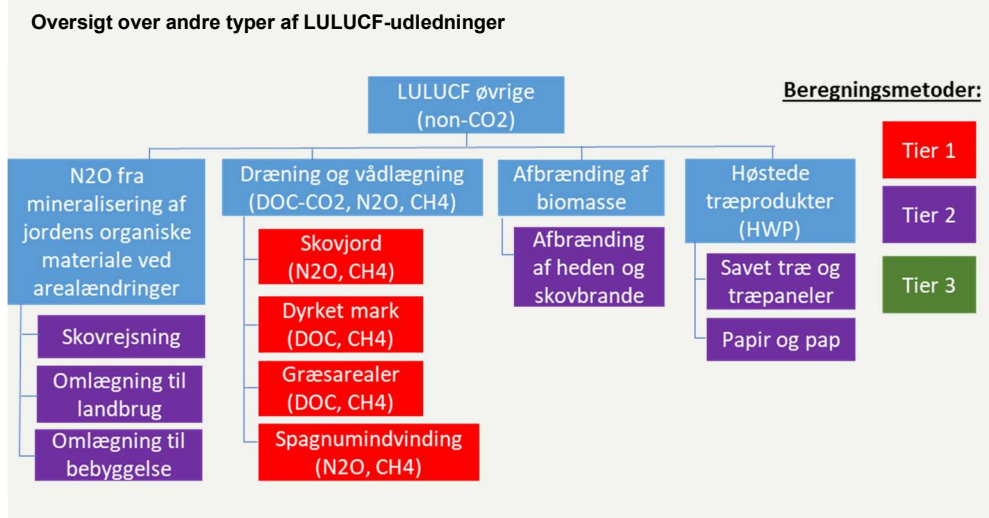 Oversigt over andre typer af LULUCF-udledninger
LULUCF øvrige
(non-CO2)
Beregningsmetoder:
Tier 1
Tier 2
Tier 3
N2O fra
mineralisering af
jordens organiske
materiale ved
arealændringer
Skovrejsning
Omlægning til
landbrug
Omlægning til
bebyggelse
Dræning og vådlægning
(DOC-CO2, N2O, CH4)
Skovjord
(N2O, CH4)
Dyrket mark
(DOC, CH4)
Græsarealer
(DOC, CH4)
Spagnumindvinding
(N2O, CH4)
Afbrænding af
biomasse
Afbrænding
af heden og
skovbrande
Høstede
træprodukter
(HWP)
Savet træ og
træpaneler
Papir og pap